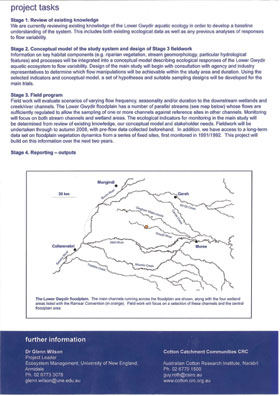 project tasks
Stage 1. Review of existing knowledge
We are currently reviewing existing knowledge of the Lower Gwydir aquatic ecology in order to develop a baseline
understanding of the system. This includes both existing ecological data as well as any previous analyses of responses
to flow variability.
Stage 2. Conceptual model of the study system and design of Stage 3 fieldwork
Information on key habitat components (e.g. riparian vegetation, stream geomorphology, particular hydrological
features) and processes will be integrated into a conceptual model describing ecological responses of the Lower Gwydir
aquatic ecosystem to flow variability. Design of the main study will begin with consultation with agency and industry
representatives to determine which flow manipulations will be achievable within the study area and duration. Using the
selected indicators and conceptual model, a set of hypotheses and suitable sampling designs will be developed for the
main trials.
Stage 3. Field program
Field work will evaluate scenarios of varying flow frequency, seasonality and/or duration to the downstream wetlands and
creek/river channels. The Lower Gwydir floodplain has a number of parallel streams (see map below) whose flows are
sufficiently regulated to allow the sampling of one or more channels against reference sites in other channels. Monitoring
will focus on both stream channels and wetland areas. The ecological indicators for monitoring in the main study will
be determined from review of existing knowledge, our conceptual model and stakeholder needs. Fieldwork will be
undertaken through to autumn 2008, with pre-flow data collected beforehand. In addition, we have access to a long-term
data set on floodplain vegetation dynamics from a series of fixed sites, first monitored in 1991/1992. This project will
build on this information over the next two years.
Stage 4. Reporting – outputs
Mungindi
30 km
Garah
Collarenebri
Moree
The Lower Gwydir floodplain. The main channels running across the floodplain are shown, along with the four wetland
areas listed with the Ramsar Convention (in orange). Field work will focus on a selection of these channels and the central
floodplain area.
further information
Dr Glenn Wilson
Project Leader
Ecosystem Management, University of New England,
Armidale
Ph 02 6773 3078
glenn.wilson@une.edu.au
Cotton Catchment Communities CRC
Australian Cotton Research Institute, Narrabri
Ph 02 6770 1500
www.cotton.crc.org.au